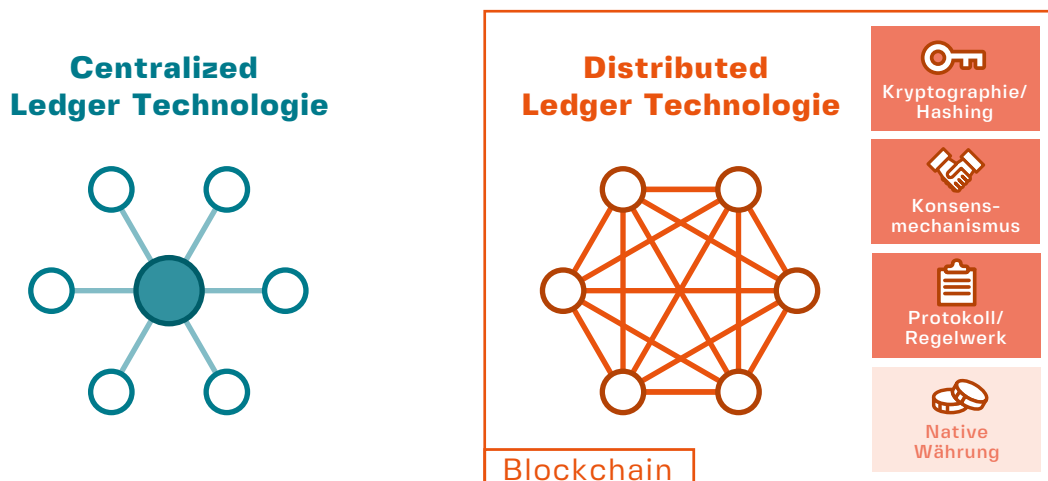 Centralized
Ledger Technologie
Distributed
Ledger Technologie
Kryptographie/
Hashing
Konsens-
mechanismus
Protokoll/
Regelwerk
Native
Währung
Blockchain